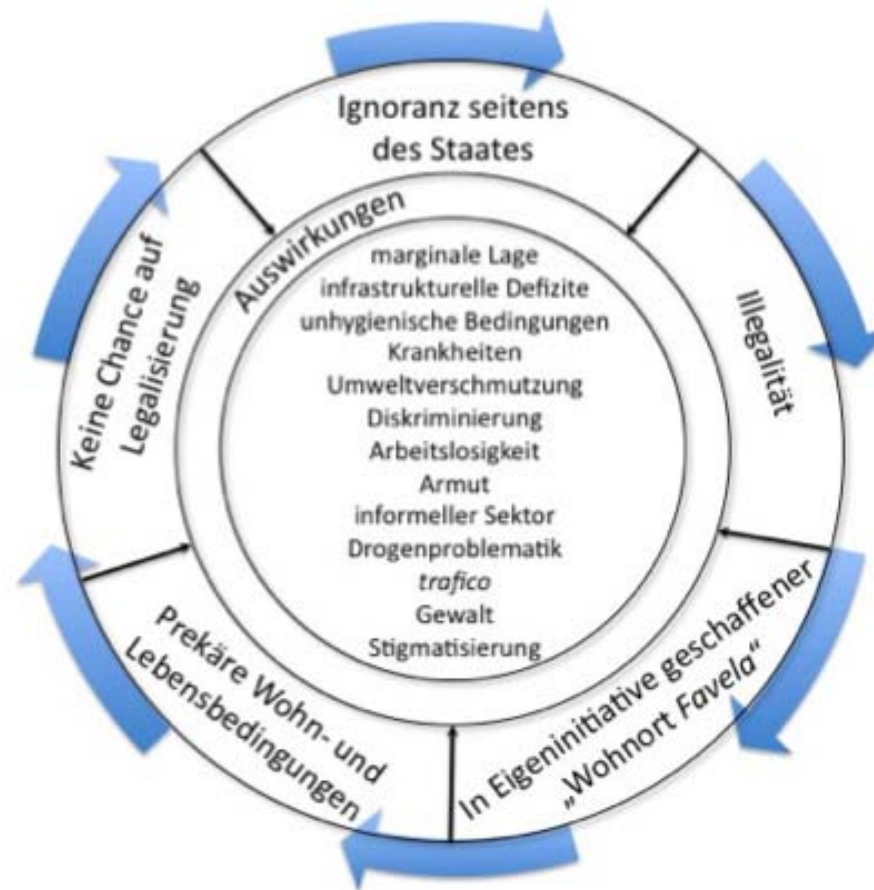 Ignoranz seitens
des Staates
Illegalität
In Eigeninitiative geschaffener
„Wohnort Favela“
Prekäre Wohn- und
Lebensbedingungen
Keine Chance auf
Legalisierung
Auswirkungen
marginale Lage
infrastrukturelle Defizite
unhygienische Bedingungen
Krankheiten
Umweltverschmutzung
Diskriminierung
Arbeitslosigkeit
Armut
informeller Sektor
Drogenproblematik
trafico
Gewalt
Stigmatisierung